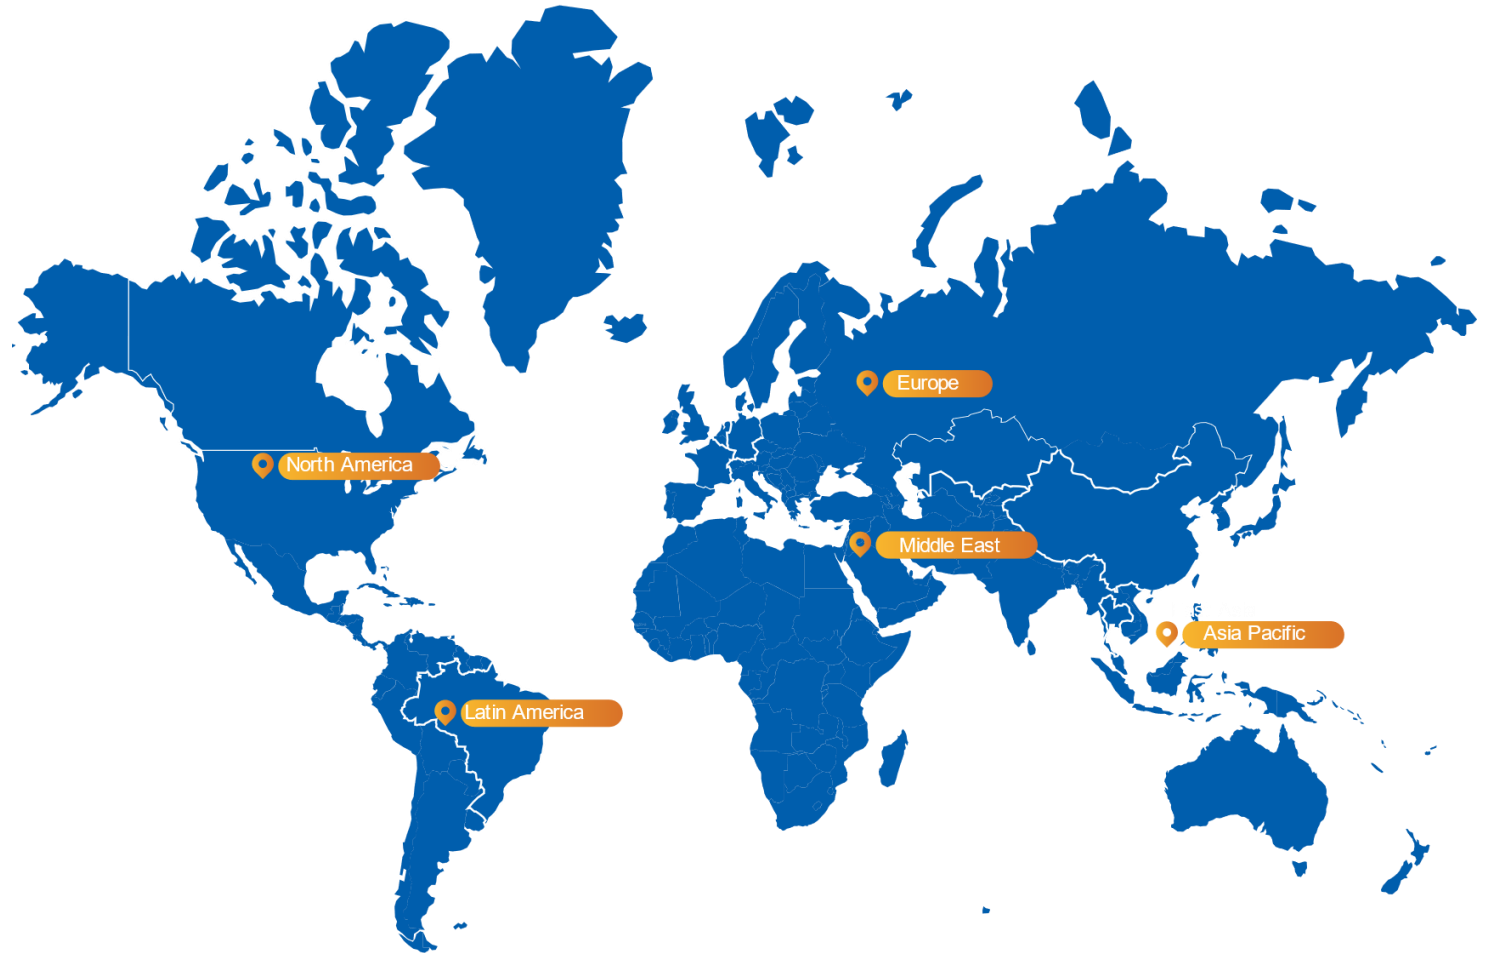 Europe
North America
Middle East
Asia Pacific
Latin America